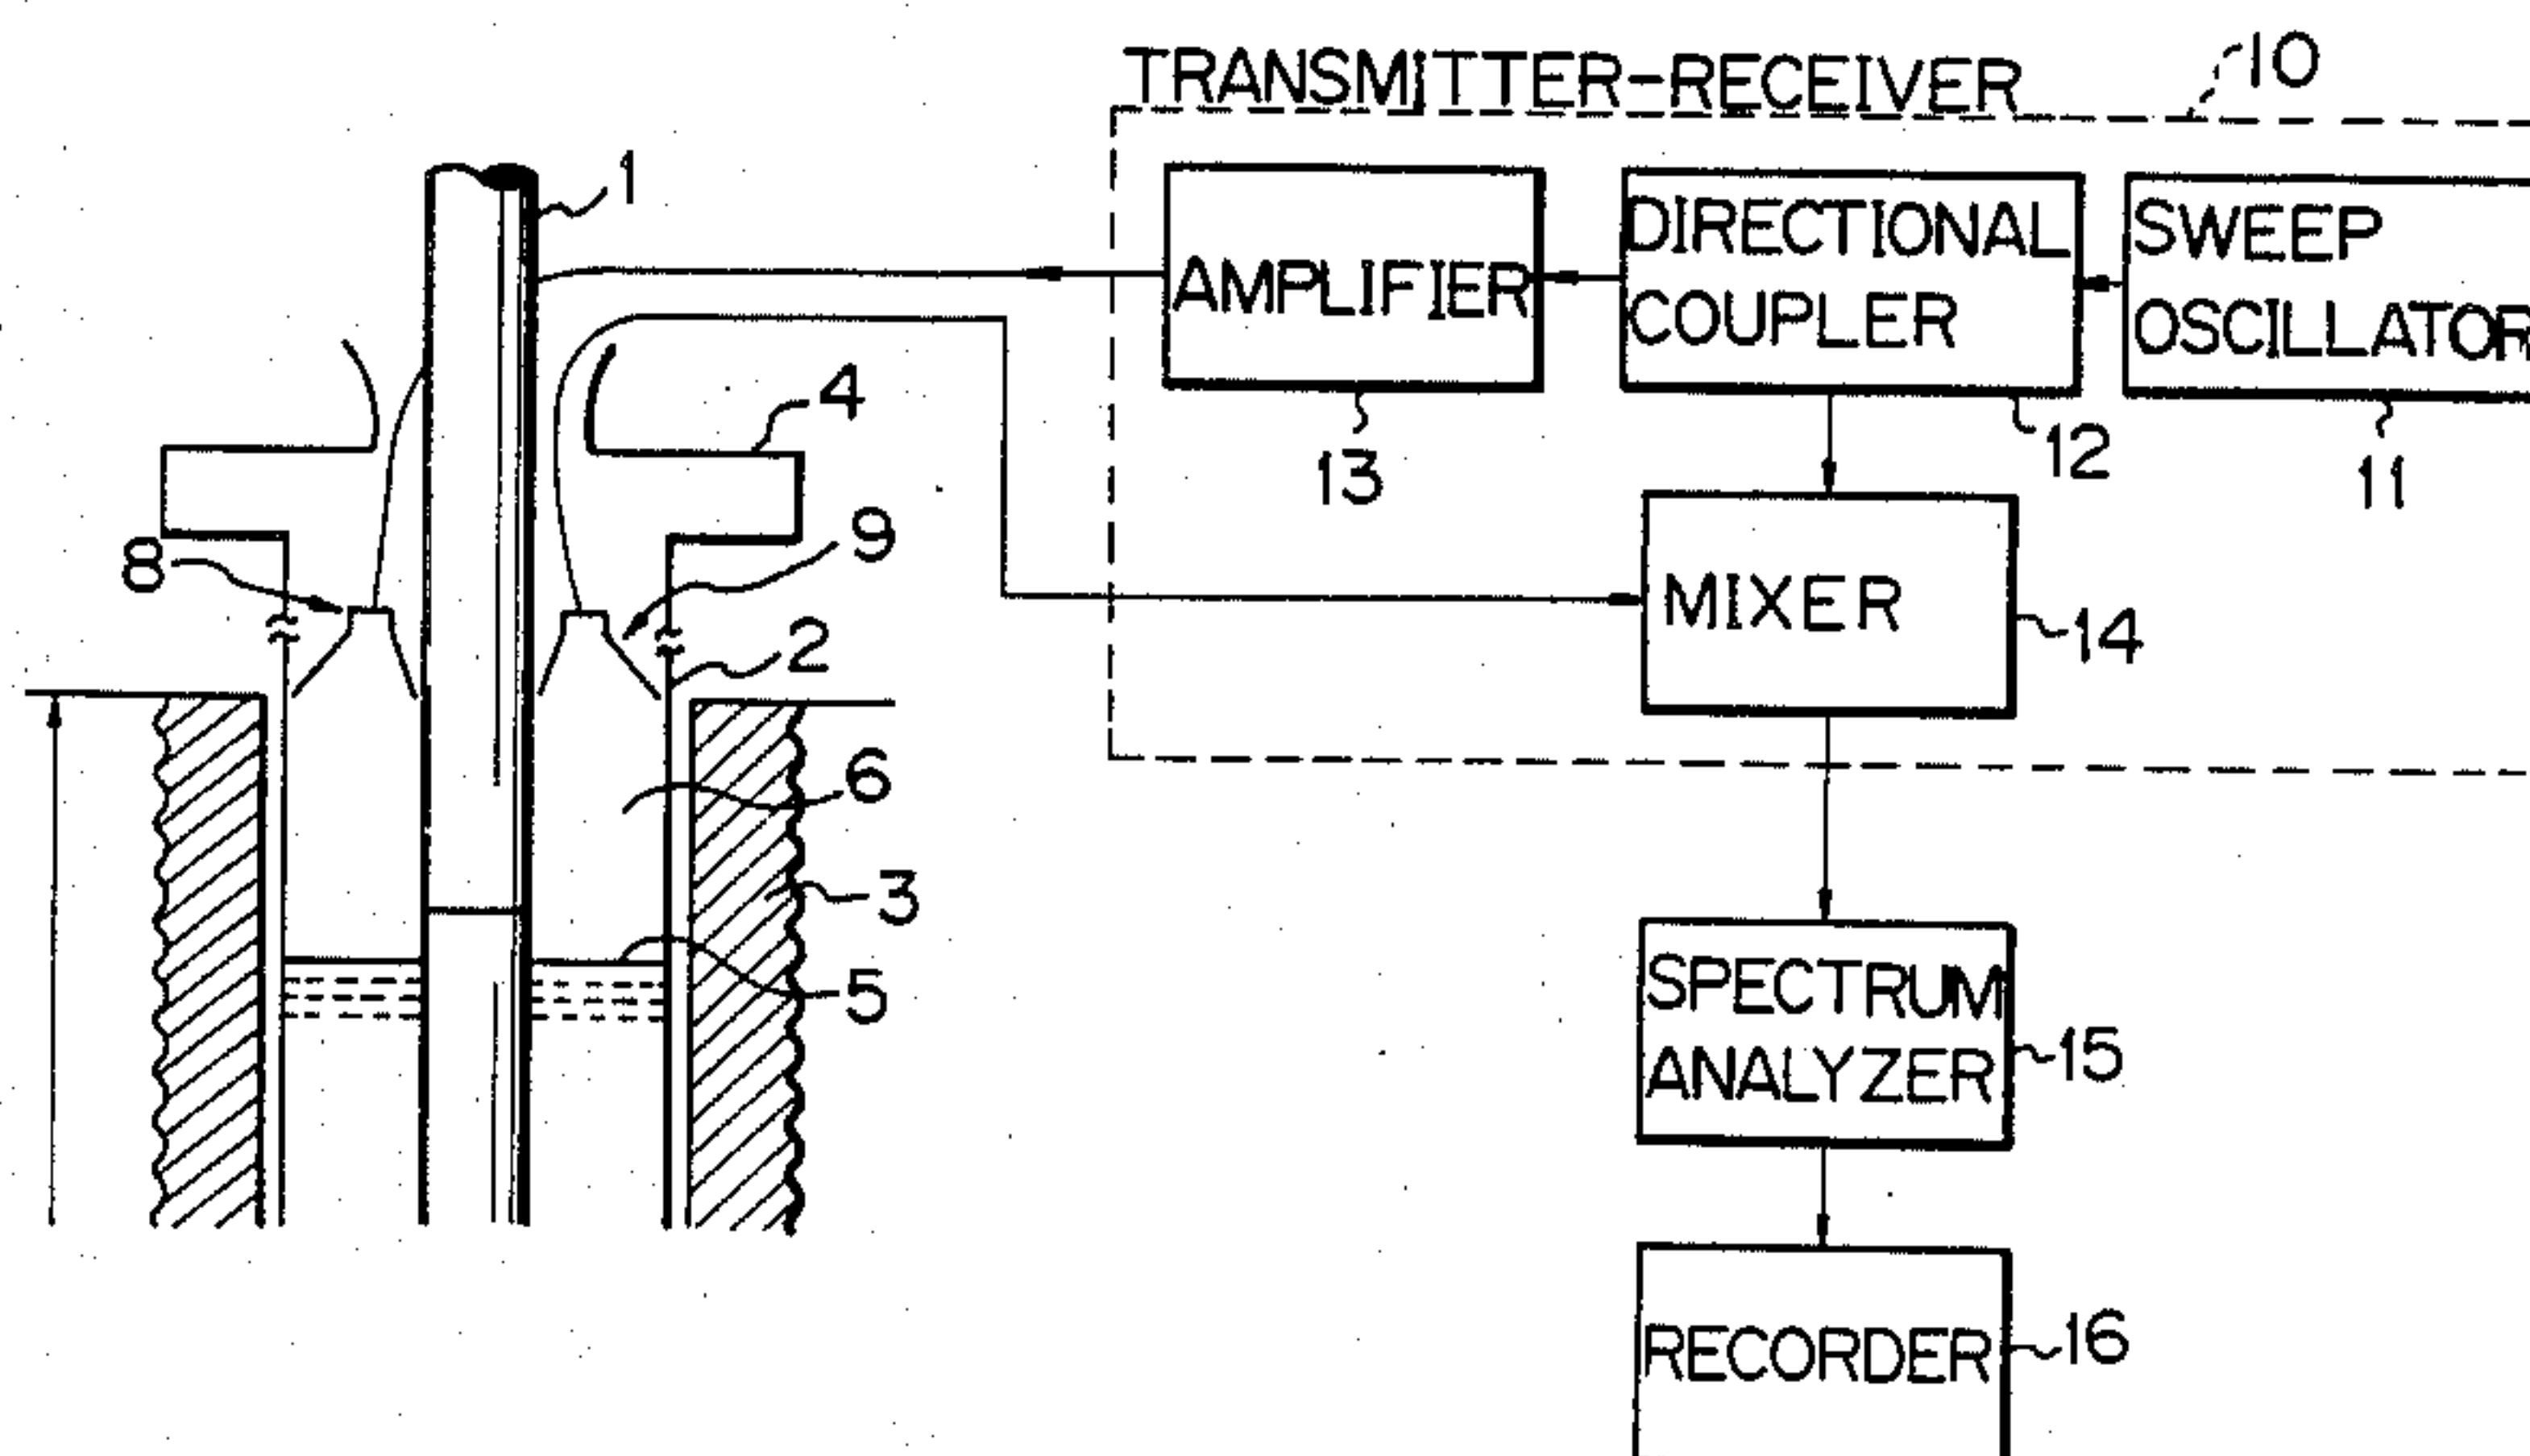 TRANSMITTER-RECEIVER
10
1
AMPLIFIER
DIRECTIONAL
COUPLER
SWEEP
OSCILLATOR
4
13
12
11
8
9
MIXER
14
2
6
3
5
SPECTRUM
ANALYZER
15
RECORDER
16